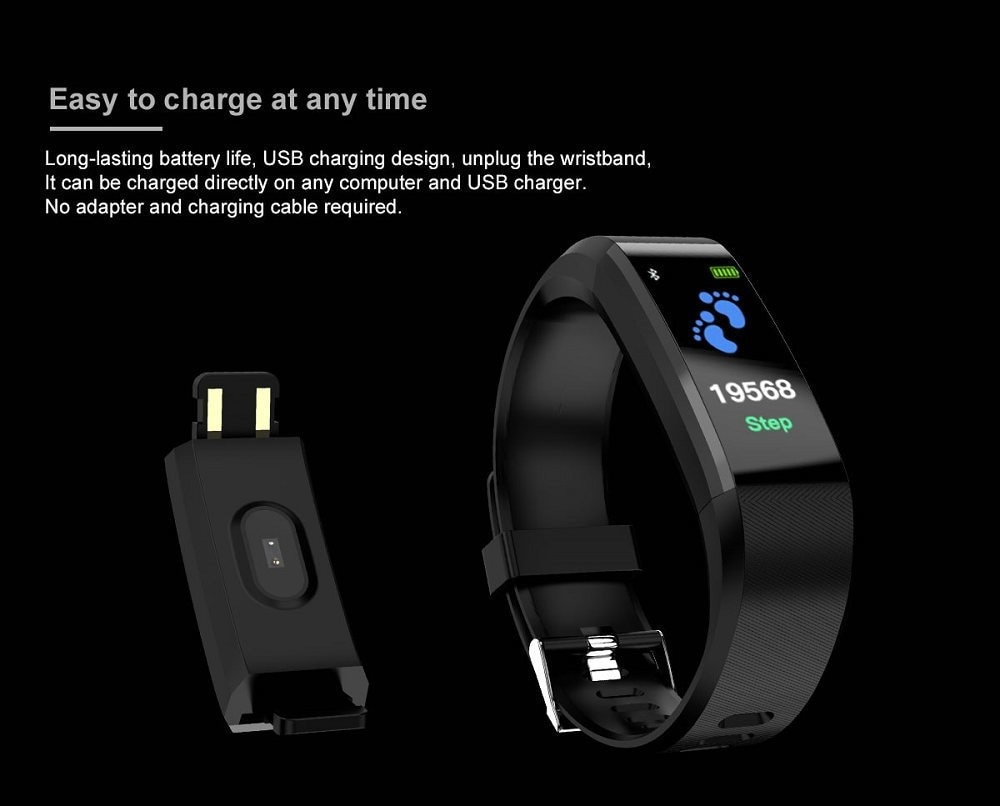 Easy to charge at any time
Long-lasting battery life, USB charging design, unplug the wristband,
It can be charged directly on any computer and USB charger.
No adapter and charging cable required.
19568
Step